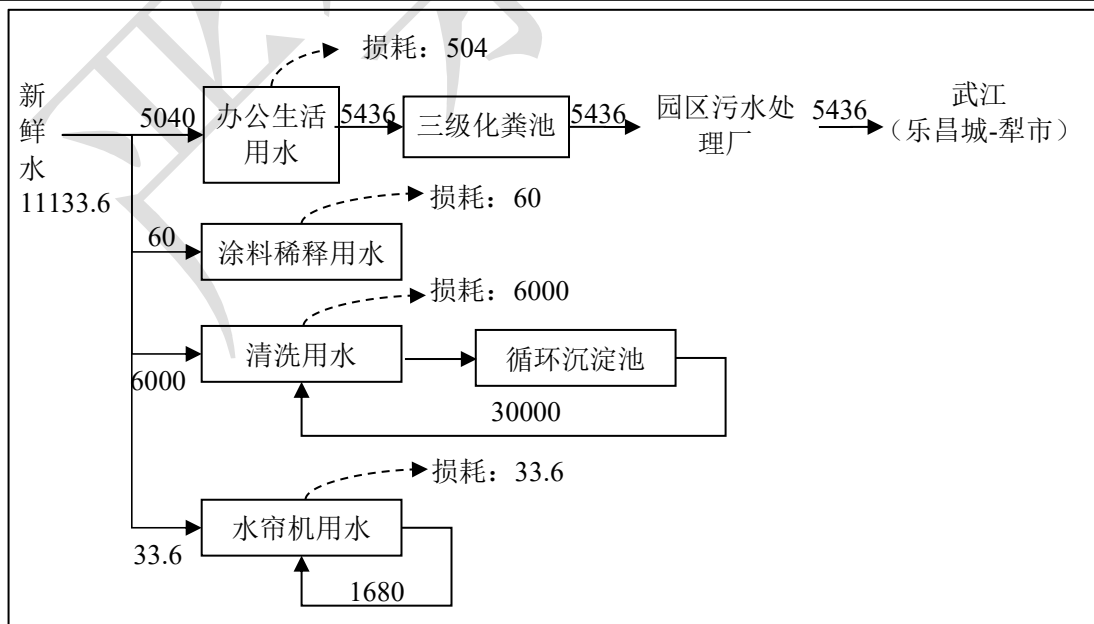 损耗：504
新鲜水
11133.6
5040
办公生活
用水
5436
三级化粪池
5436
园区污水处
理厂
5436
武江
（乐昌城-犁市）
损耗：60
60
涂料稀释用水
损耗：6000
6000
清洗用水
循环沉淀池
30000
损耗：33.6
33.6
水帘机用水
1680